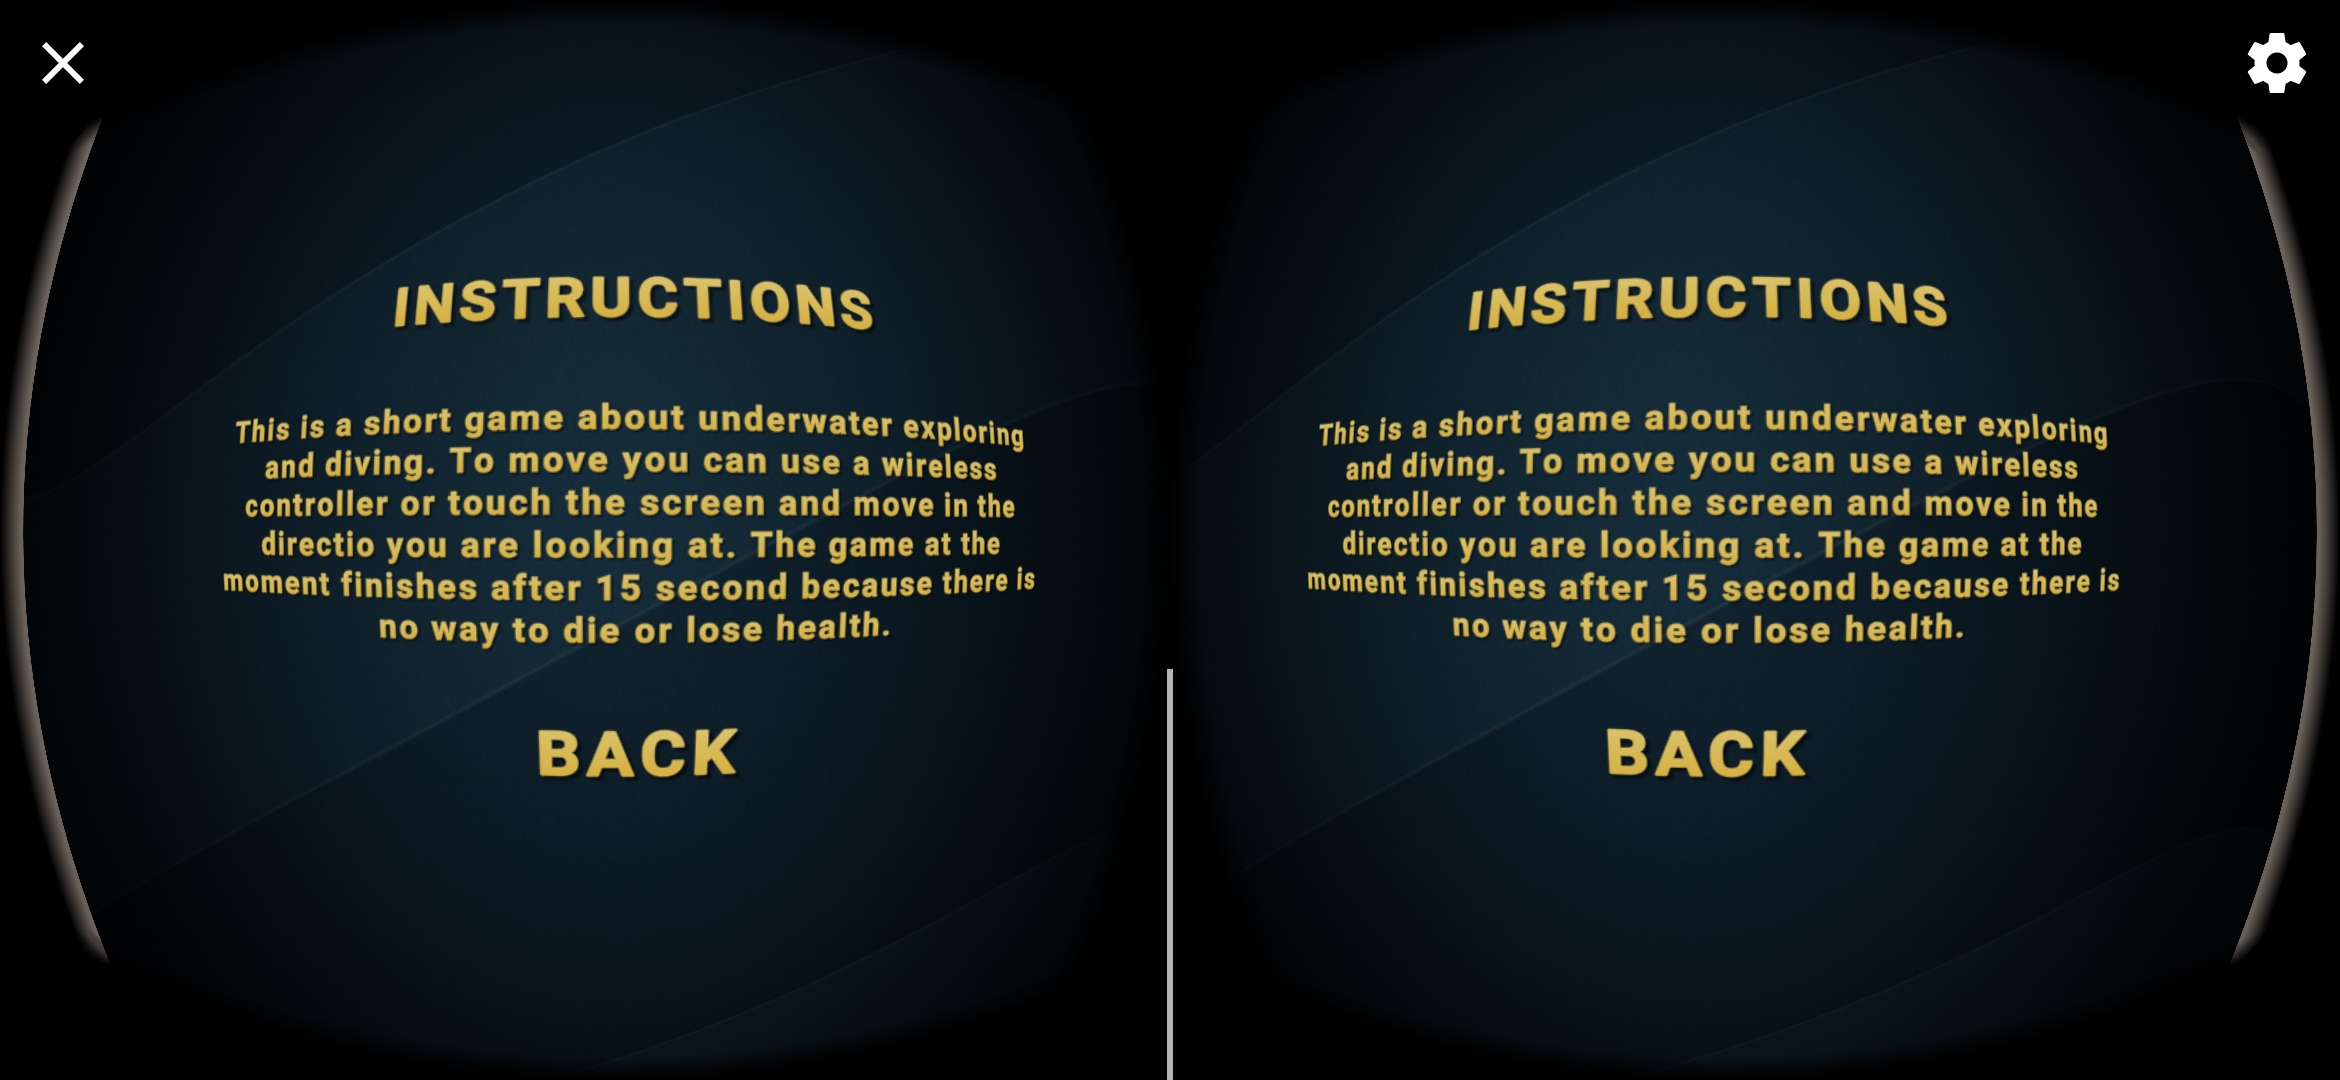 INSTRUCTIONS
This is a short game about underwater exploring
and diving. To move you can use a wireless
controller or touch the screen and move in the
directio you are looking at. The game at the
moment finishes after 15 second because there is
no way to die or lose health.
BACK
INSTRUCTIONS
This is a short game about underwater exploring
and diving. To move you can use a wireless
controller or touch the screen and move in the
directio you are looking at. The game at the
moment finishes after 15 second because there is
no way to die or lose health.
BACK